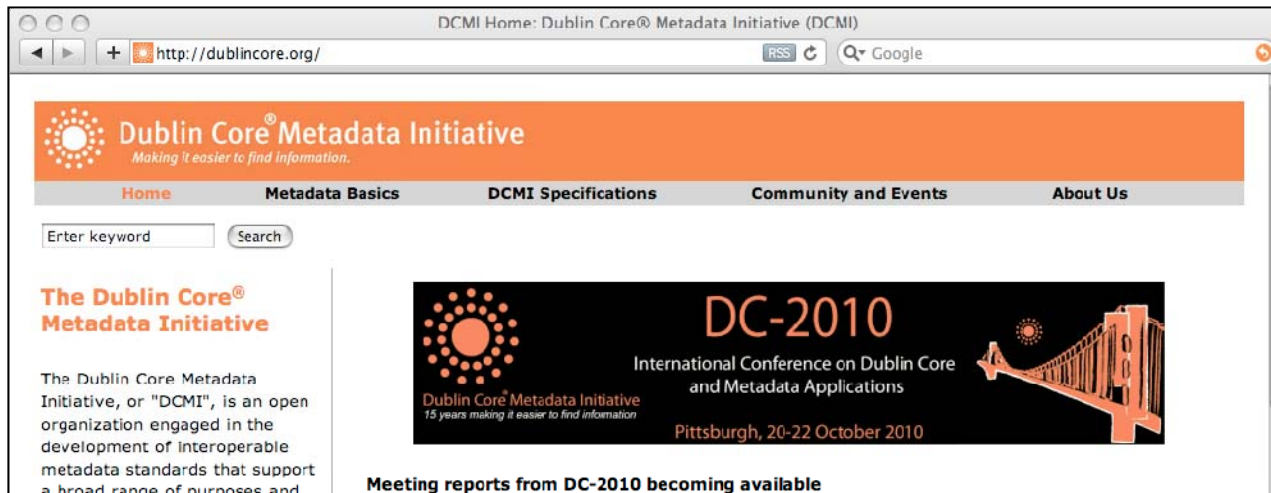 DCMI Home: Dublin Core® Metadata Initiative (DCMI)
http://dublincore.org/
RSS
Google
Dublin Core® Metadata Initiative
Making it easier to find information.
Home
Metadata Basics
DCMI Specifications
Community and Events
About Us
Enter keyword
Search
The Dublin Core®
Metadata Initiative
The Dublin Core Metadata
Initiative, or "DCMI", is an open
organization engaged in the
development of interoperable
metadata standards that support
a broad range of purposes and
DC-2010
International Conference on Dublin Core
and Metadata Applications
Dublin Core® Metadata Initiative
15 years making it easier to find information
Pittsburgh, 20-22 October 2010
Meeting reports from DC-2010 becoming available